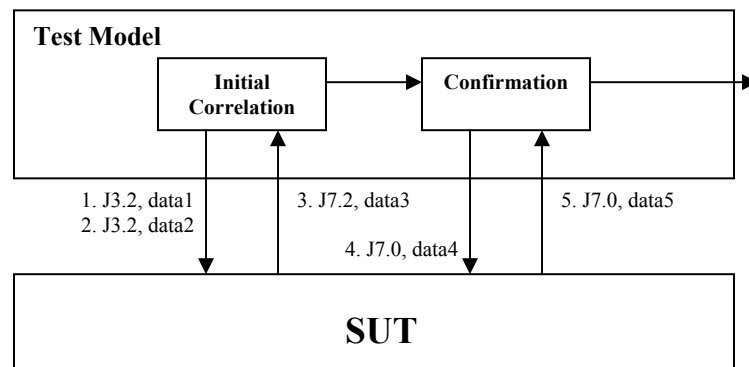 Test Model
Initial
Correlation
Confirmation
1. J3.2, data1
2. J3.2, data2
3. J7.2, data3
4. J7.0, data4
5. J7.0, data5
SUT